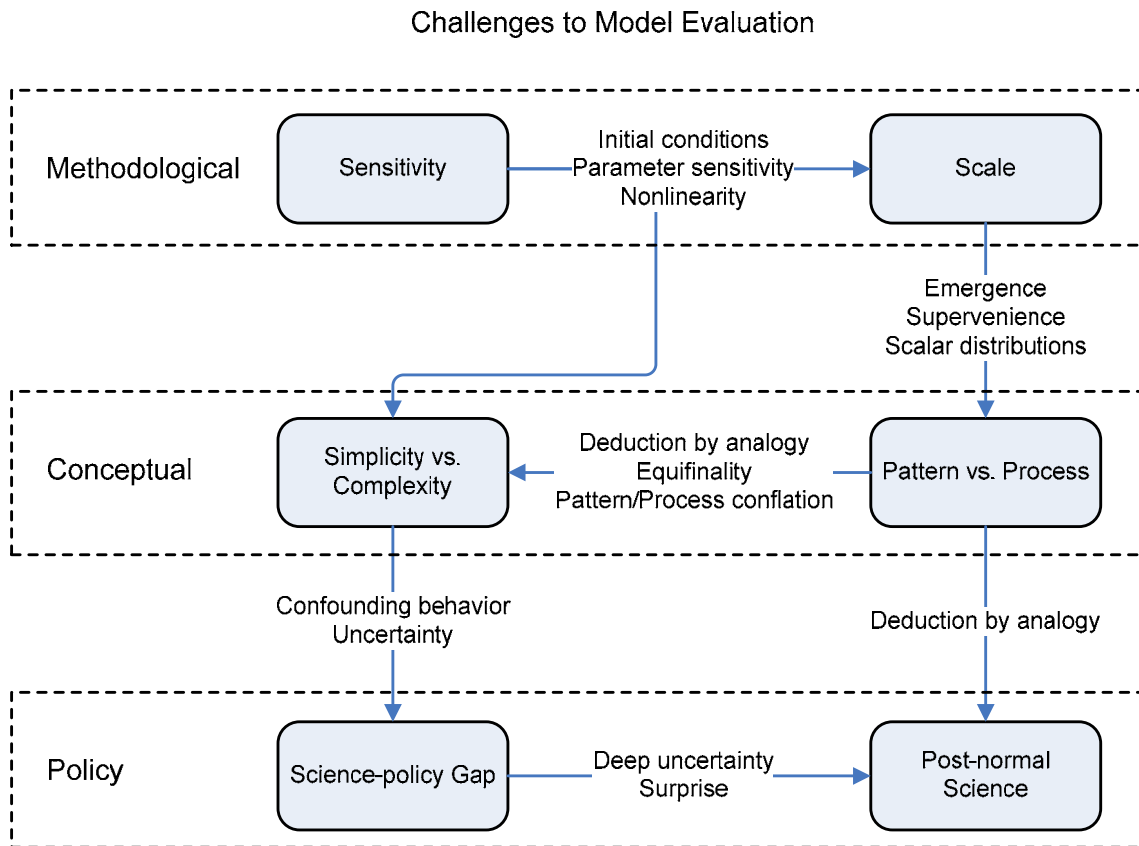 Challenges to Model Evaluation
Methodological
Sensitivity
Initial conditions
Parameter sensitivity
Nonlinearity
Scale
Emergence
Supervenience
Scalar distributions
Conceptual
Simplicity vs.
Complexity
Deduction by analogy
Equifinality
Pattern/Process conflation
Pattern vs. Process
Confounding behavior
Uncertainty
Deduction by analogy
Policy
Science-policy Gap
Deep uncertainty
Surprise
Post-normal
Science